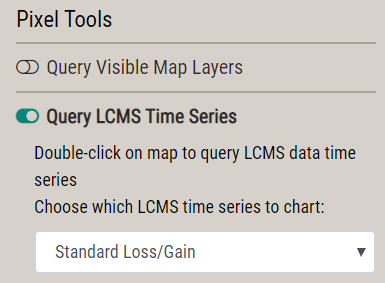 Pixel Tools
Query Visible Map Layers
Query LCMS Time Series
Double-click on map to query LCMS data time
series
Choose which LCMS time series to chart:
Standard Loss/Gain